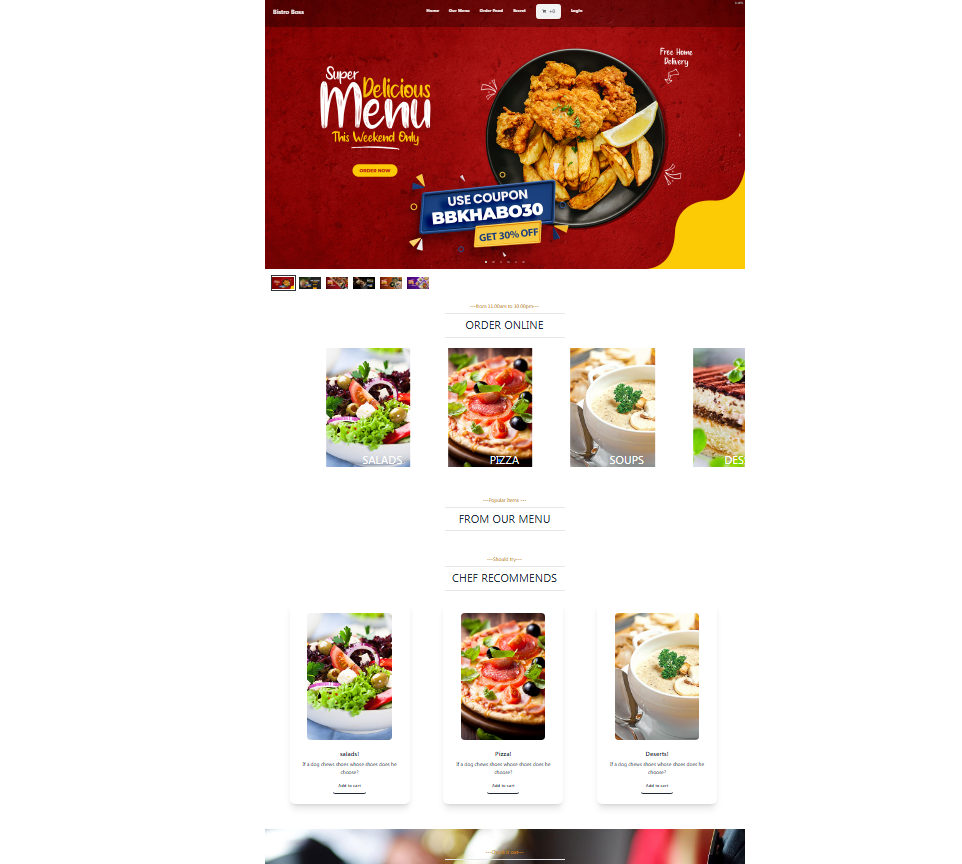 Bistro Boss
Home Our Menu Order Food Secret +0 Login
Free Home
Delivery
Super
Delicious
Menu
This Weekend Only
ORDER NOW
USE COUPON
BBKHABO30
GET 30% OFF
---From 11.00am to 10.00pm---
ORDER ONLINE
SALADS PIZZA SOUPS DES
---Popular Items ---
FROM OUR MENU
---Should try---
CHEF RECOMMENDS
salads! Pizza! Deserts!
If a dog chews shoes whose shoes does he choose? If a dog chews shoes whose shoes does he choose? If a dog chews shoes whose shoes does he choose?
Add to cart Add to cart Add to cart